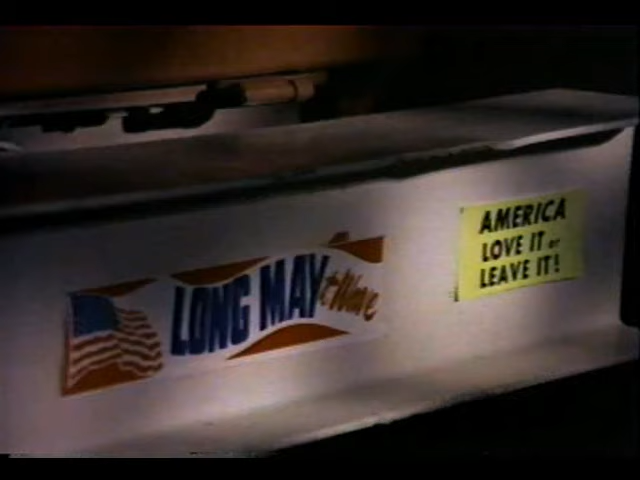 LONG MAY
it Wave
AMERICA
LOVE IT or
LEAVE IT!